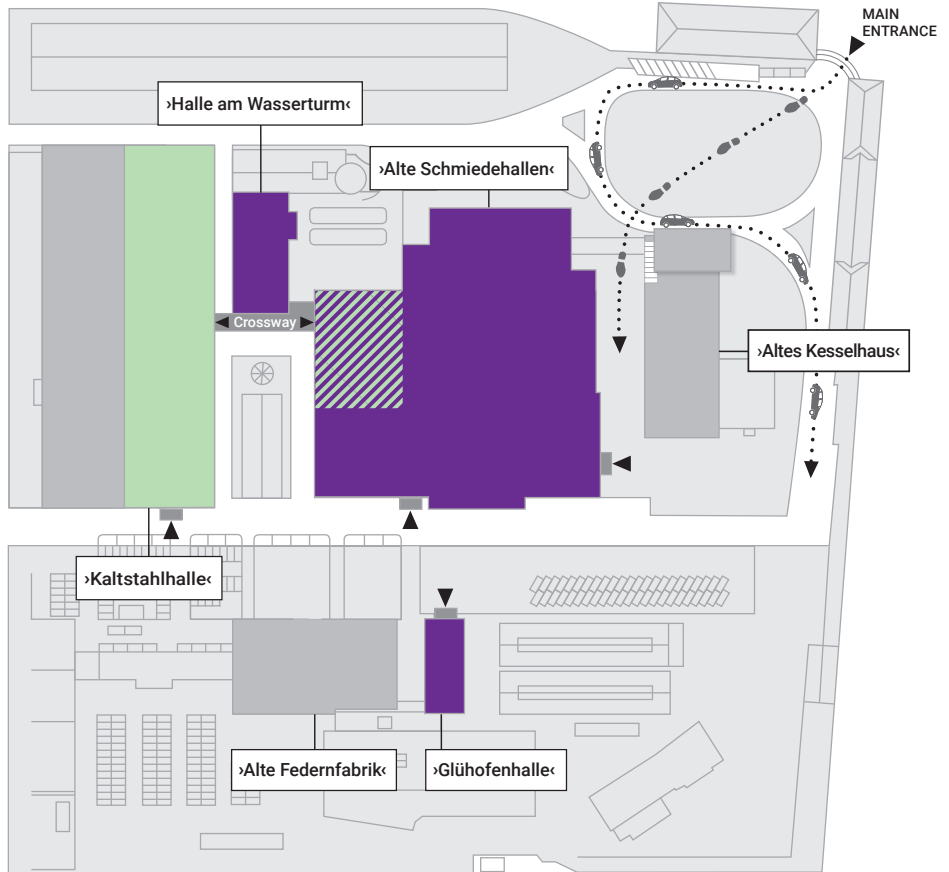 MAIN
ENTRANCE
›Halle am Wasserturm‹
›Alte Schmiedehallen‹
Crossway
›Altes Kesselhaus‹
›Kaltstahlhalle‹
›Alte Federnfabrik‹
›Glühofenhalle‹